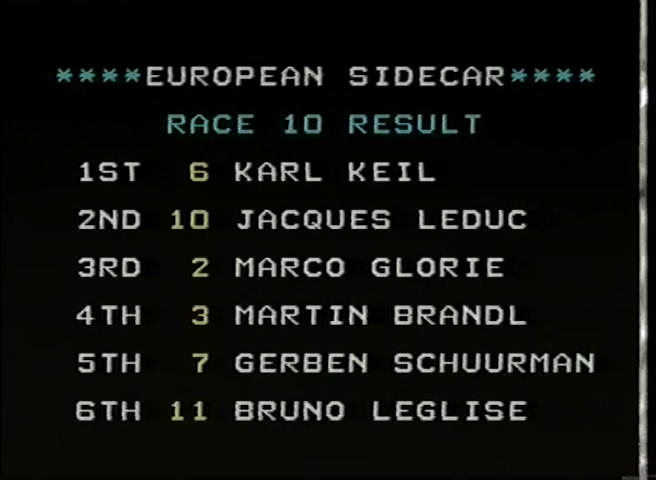 ****EUROPEAN SIDECAR****
RACE 10 RESULT
1ST 6 KARL KEIL
2ND 10 JACQUES LEDUC
3RD 2 MARCO GLORIE
4TH 3 MARTIN BRANDL
5TH 7 GERBEN SCHUURMAN
6TH 11 BRUNO LEGLISE